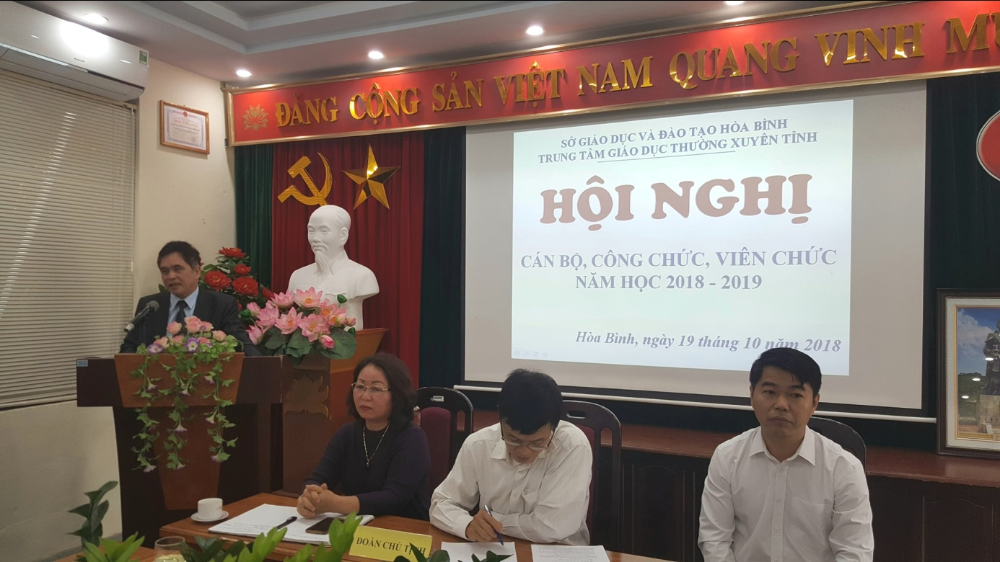 ĐẢNG CỘNG SẢN VIỆT NAM QUANG VINH
SỞ GIÁO DỤC VÀ ĐÀO TẠO HÒA BÌNH
TRUNG TÂM GIÁO DỤC THƯỜNG XUYÊN TỈNH
HỘI NGHỊ
CÁN BỘ, CÔNG CHỨC, VIÊN CHỨC
NĂM HỌC 2018 - 2019
Hòa Bình, ngày 19 tháng 10 năm 2018
ĐOÀN CHỦ TỊCH